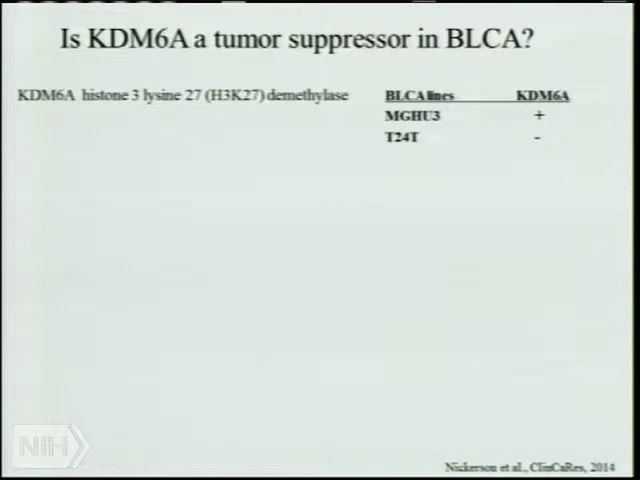 Is KDM6A a tumor suppressor in BLCA?
KDM6A histone 3 lysine 27 (H3K27) demethylase
BLCA lines KDM6A
MGHU3 +
T24T -
NIH
Nickerson et al., ClinCaRes, 2014